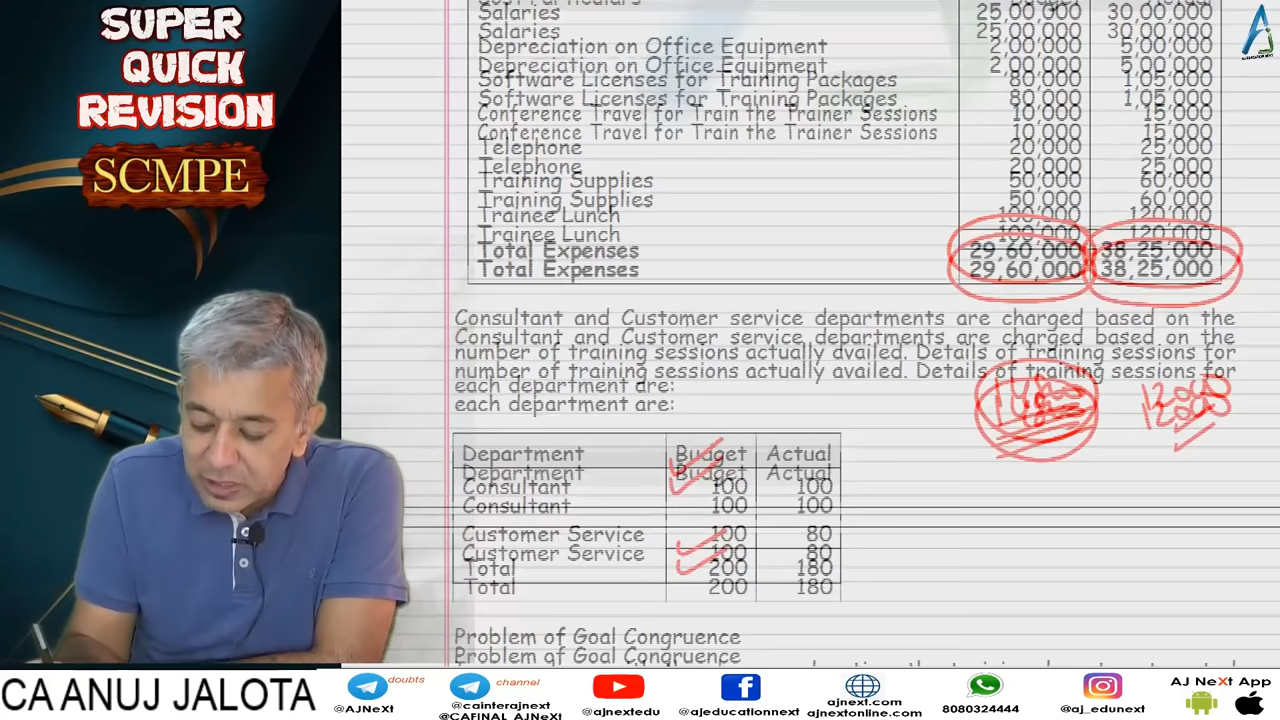 SUPER
QUICK
REVISION
SCMPE
Salaries 25,00,000 30,00,000
Salaries 25,00,000 30,00,000
Depreciation on Office Equipment 2,00,000 5,00,000
Depreciation on Office Equipment 2,00,000 5,00,000
Software Licenses for Training Packages 80,000 1,05,000
Software Licenses for Training Packages 80,000 1,05,000
Conference Travel for Train the Trainer Sessions 10,000 15,000
Conference Travel for Train the Trainer Sessions 10,000 15,000
Telephone 20,000 25,000
Telephone 20,000 25,000
Training Supplies 50,000 60,000
Training Supplies 50,000 60,000
Trainee Lunch 100,000 120,000
Trainee Lunch 100,000 120,000
Total Expenses 29,60,000 38,25,000
Total Expenses 29,60,000 38,25,000
Consultant and Customer service departments are charged based on the
Consultant and Customer service departments are charged based on the
number of training sessions actually availed. Details of training sessions for
number of training sessions actually availed. Details of training sessions for
each department are:
each department are:
Department Budget Actual
Department Budget Actual
Consultant 100 100
Consultant 100 100
Customer Service 100 80
Customer Service 100 80
Total 200 180
Total 200 180
Problem of Goal Congruence
Problem of Goal Congruence
CA ANUJ JALOTA
doubts
@AJNeXt
channel
@cainterajnext
@CAFINAL_AJNeXt
@ajnextedu
@ajeducationnext
ajnext.com
ajnextonline.com
8080324444
@aj_edunext
AJ NeXt App